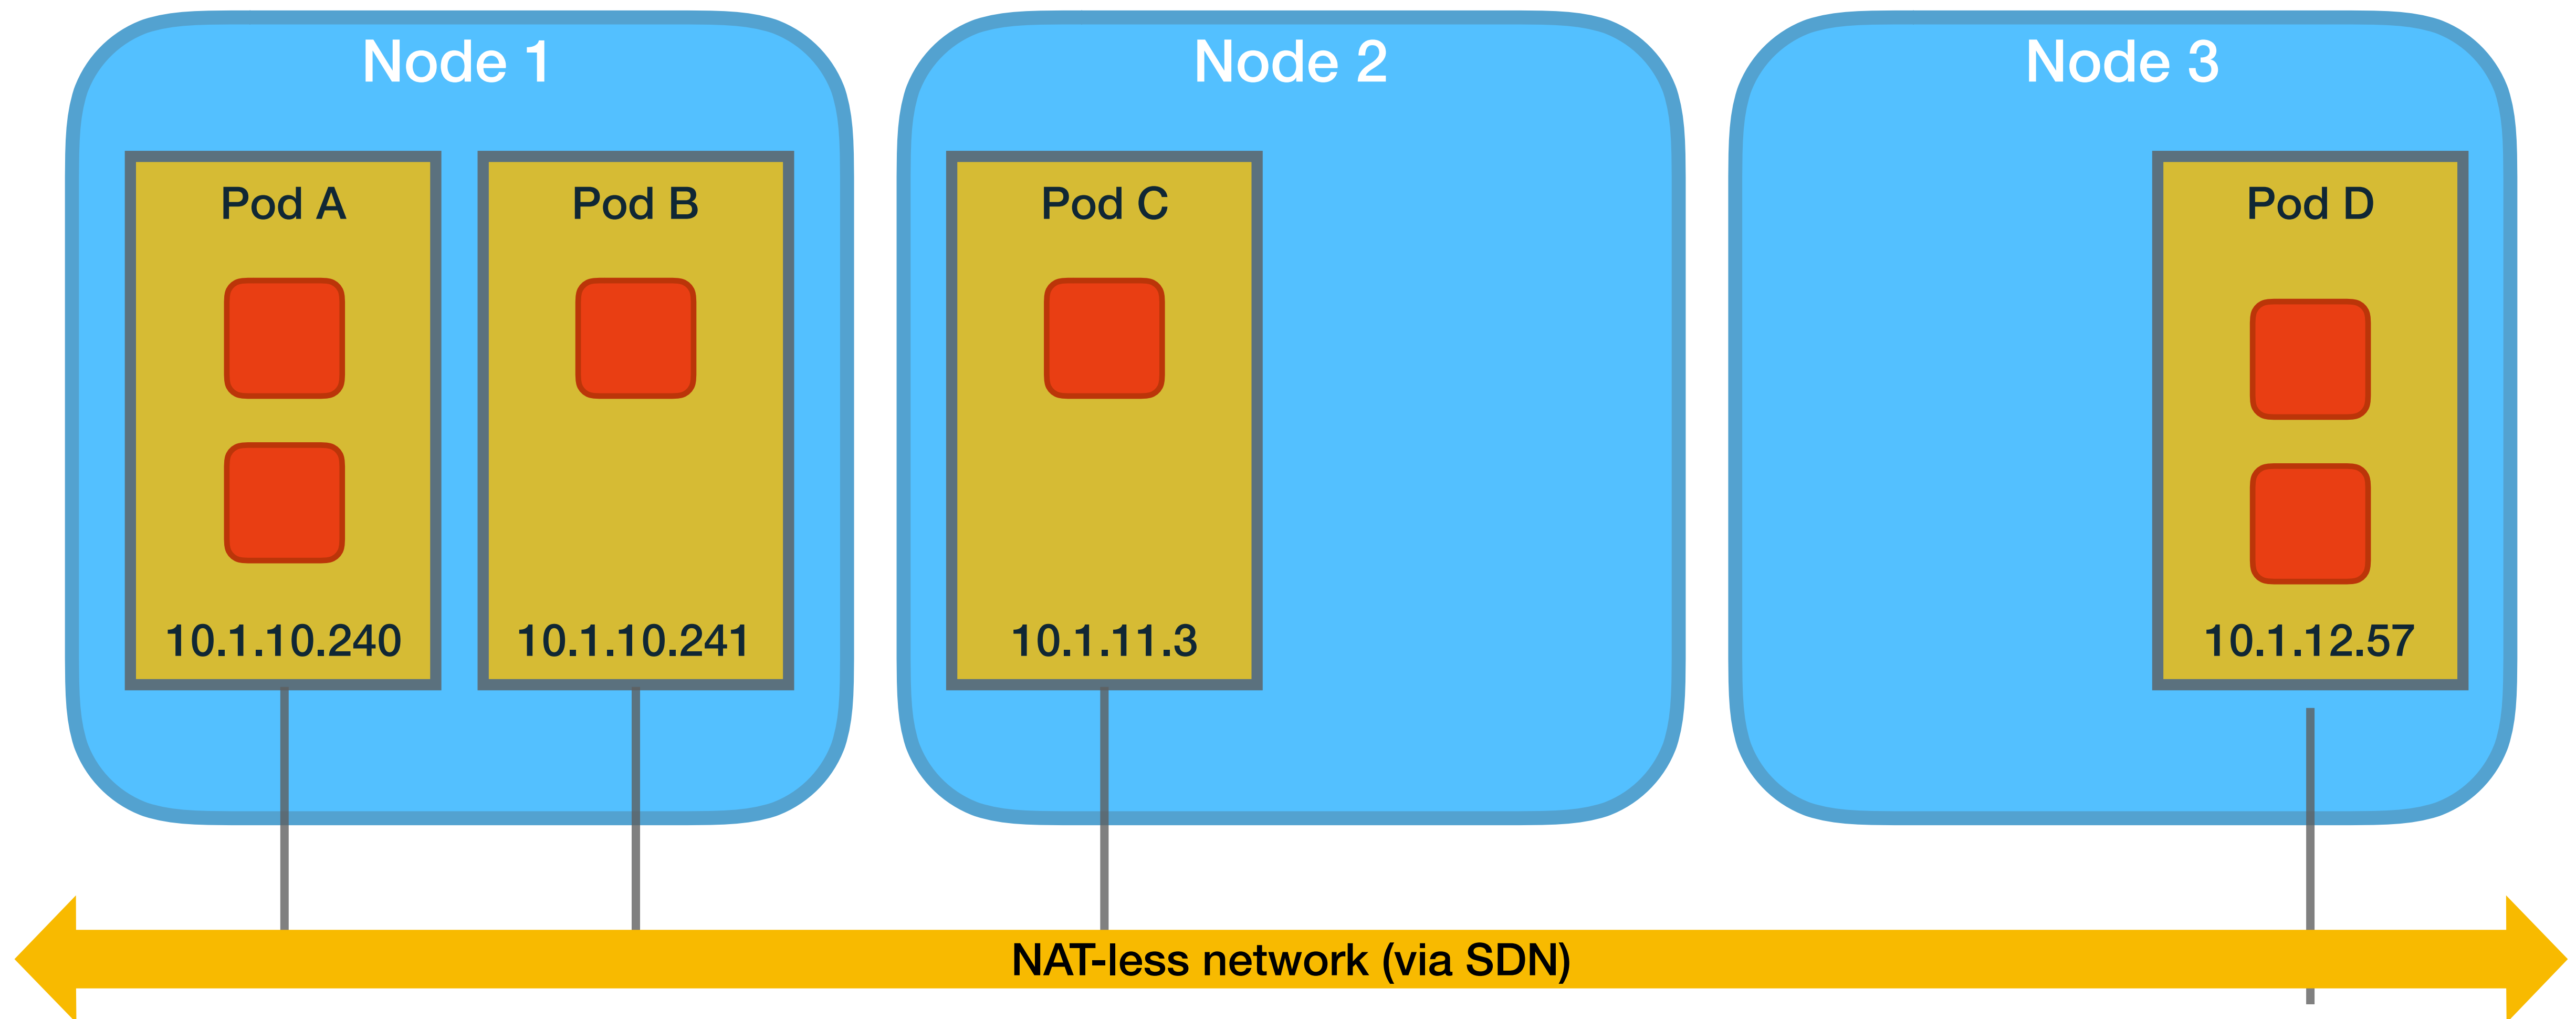 Node 1
Node 2
Node 3
Pod A
Pod B
Pod C
Pod D
10.1.10.240
10.1.10.241
10.1.11.3
10.1.12.57
NAT-less network (via SDN)